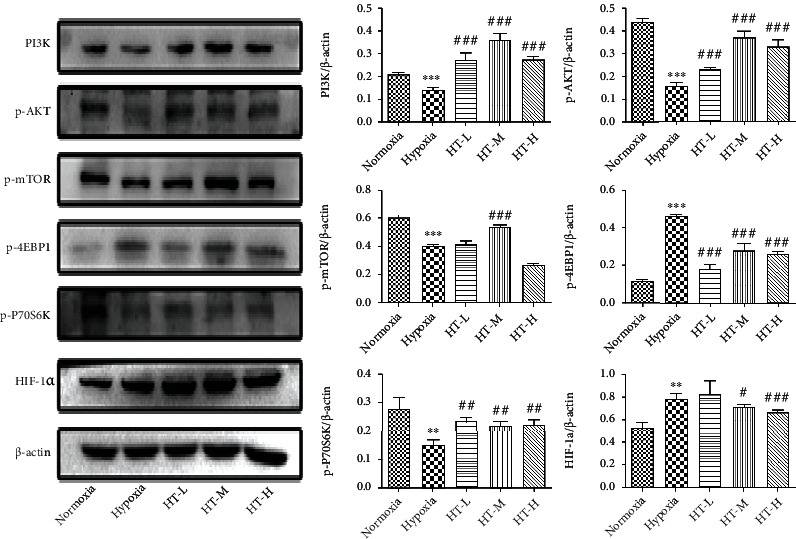 PI3K
p-AKT
p-mTOR
p-4EBP1
p-P70S6K
HIF-1α
β-actin
Normoxia
Hypoxia
HT-L
HT-M
HT-H
PI3K/β-actin
0.5
0.4
0.3
0.2
0.1
0.0
***
###
###
###
Normoxia
Hypoxia
HT-L
HT-M
HT-H
p-AKT/β-actin
0.5
0.4
0.3
0.2
0.1
0.0
***
###
###
###
Normoxia
Hypoxia
HT-L
HT-M
HT-H
p-mTOR/β-actin
0.8
0.6
0.4
0.2
0.0
***
###
Normoxia
Hypoxia
HT-L
HT-M
HT-H
p-4EBP1/β-actin
0.6
0.4
0.2
0.0
***
###
###
###
Normoxia
Hypoxia
HT-L
HT-M
HT-H
p-P70S6K/β-actin
0.4
0.3
0.2
0.1
0.0
**
##
##
##
Normoxia
Hypoxia
HT-L
HT-M
HT-H
HIF-1a/β-actin
1.0
0.8
0.6
0.4
0.2
0.0
**
#
###
Normoxia
Hypoxia
HT-L
HT-M
HT-H